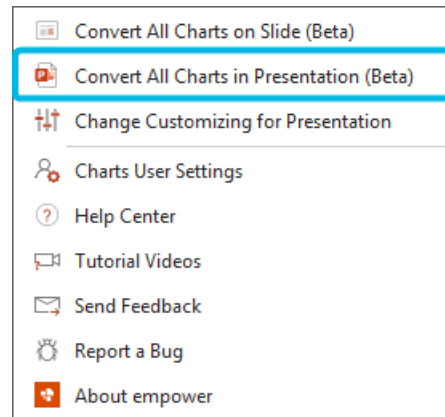 Convert All Charts on Slide (Beta)
Convert All Charts in Presentation (Beta)
Change Customizing for Presentation
Charts User Settings
Help Center
Tutorial Videos
Send Feedback
Report a Bug
About empower